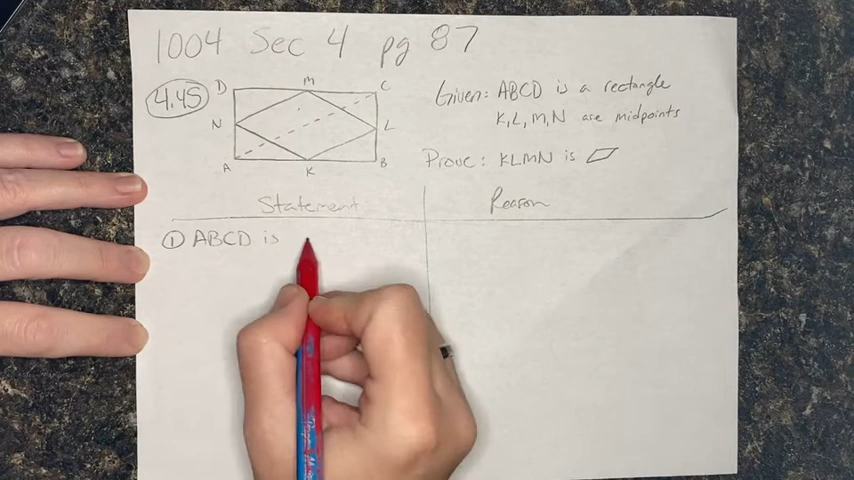 1004 Sec 4 pg 87
4.45
D M C
N L
A K B
Given: ABCD is a rectangle
K, L, M, N are midpoints
Prove: KLMN is ▱
Statement Reason
① ABCD is